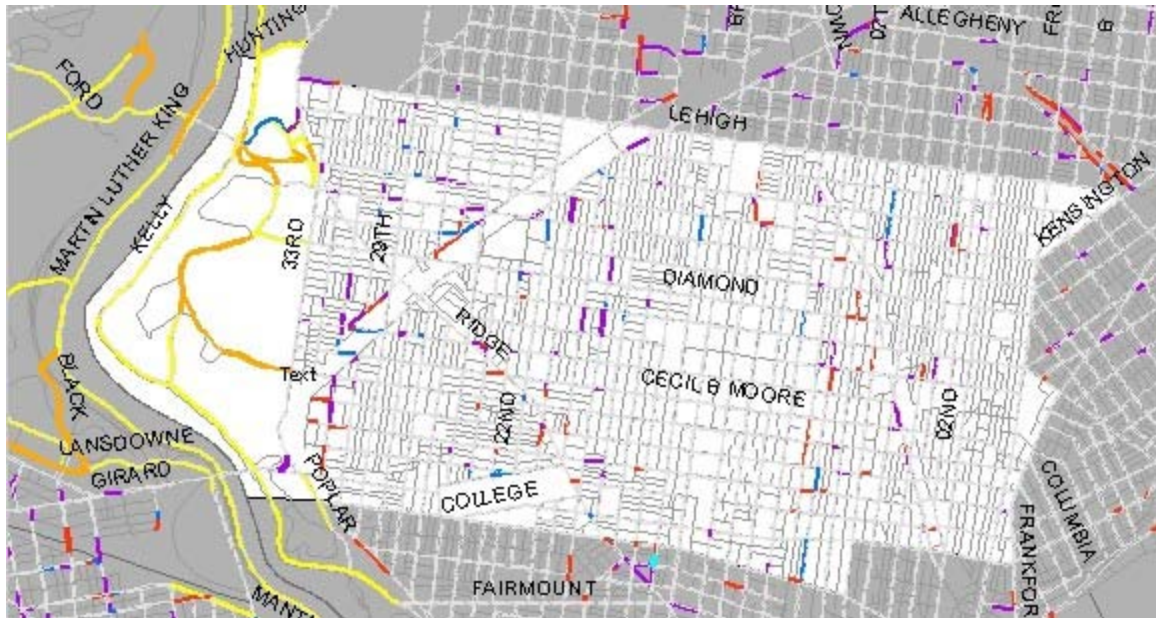 HUNTING
ALLEGHENY
FORD
LEHIGH
MARTIN LUTHER KING
KELLY
KENSINGTON
33RD
29TH
DIAMOND
RIDGE
Text
BLACK
CECIL B MOORE
22ND
02ND
LANSDOWNE
GIRARD
POPLAR
COLLEGE
COLUMBIA
FRANKFOR
FAIRMOUNT
MANT